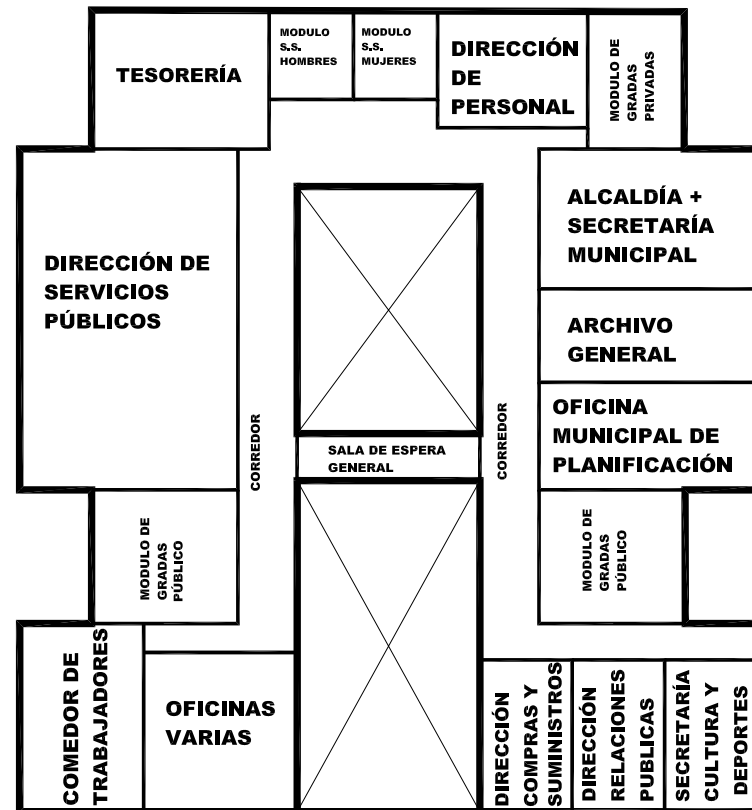 TESORERÍA
MODULO
S.S.
HOMBRES
MODULO
S.S.
MUJERES
DIRECCIÓN
DE
PERSONAL
MODULO DE
GRADAS
PRIVADAS
DIRECCIÓN DE
SERVICIOS
PÚBLICOS
ALCALDÍA +
SECRETARÍA
MUNICIPAL
ARCHIVO
GENERAL
OFICINA
MUNICIPAL DE
PLANIFICACIÓN
CORREDOR
SALA DE ESPERA
GENERAL
CORREDOR
MODULO DE
GRADAS
PÚBLICO
MODULO DE
GRADAS
PÚBLICO
COMEDOR DE
TRABAJADORES
OFICINAS
VARIAS
DIRECCIÓN
COMPRAS Y
SUMINISTROS
DIRECCIÓN
RELACIONES
PUBLICAS
SECRETARÍA
CULTURA Y
DEPORTES